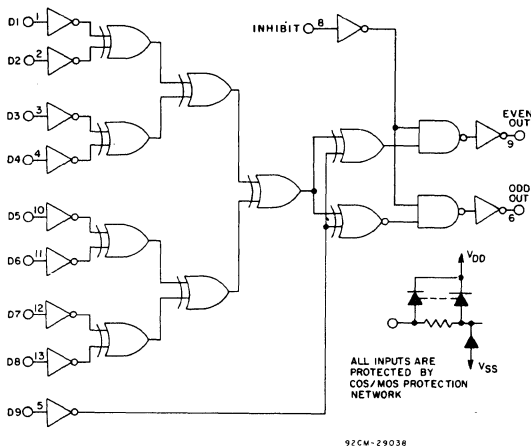 D1 1
D2 2
D3 3
D4 4
D5 10
D6 11
D7 12
D8 13
D9 5
INHIBIT 8
EVEN
OUT
9
ODD
OUT
6
VDD
VSS
ALL INPUTS ARE
PROTECTED BY
COS/MOS PROTECTION
NETWORK
92CM-29038